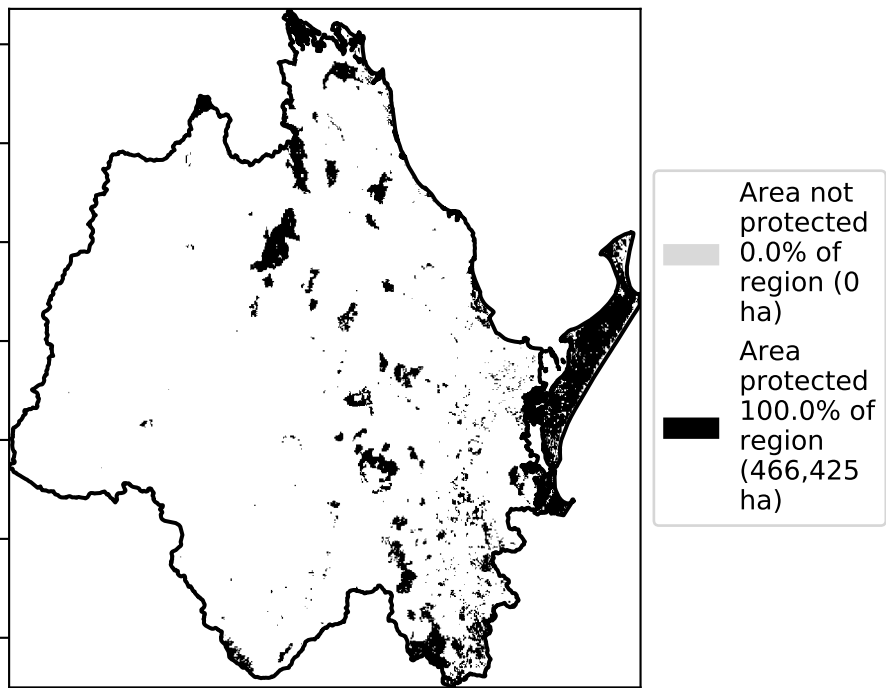 Area not
protected
0.0% of
region (0
ha)
Area
protected
100.0% of
region
(466,425
ha)